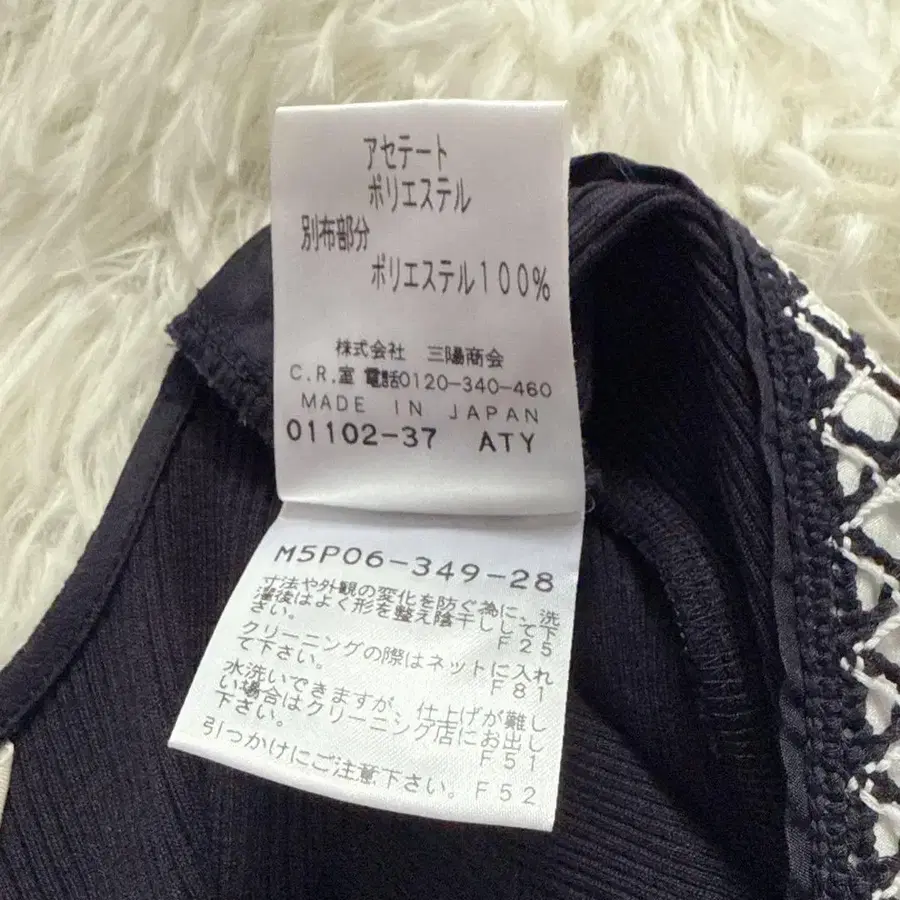 アセテート
ポリエステル
別布部分
ポリエステル100%
株式会社 三陽商会
C.R.室 電話0120-340-460
MADE IN JAPAN
01102-37 ATY
M5P06-349-28
寸法や外観の変化を防ぐ為に、洗
濯後はよく形を整え陰干しして下
さい。 F25
クリーニングの際はネットに入れ
て下さい。 F81
水洗いできますが、仕上げが難し
い場合はクリーニング店にお出し
下さい。 F51
引っかけにご注意下さい。F52